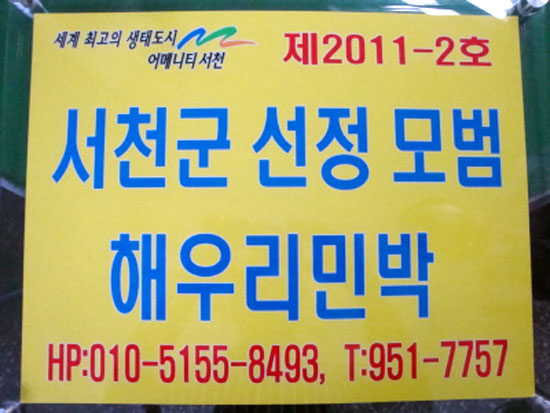 세계 최고의 생태도시
어메니티 서천
제2011-2호
서천군 선정 모범
해우리민박
HP:010-5155-8493, T:951-7757